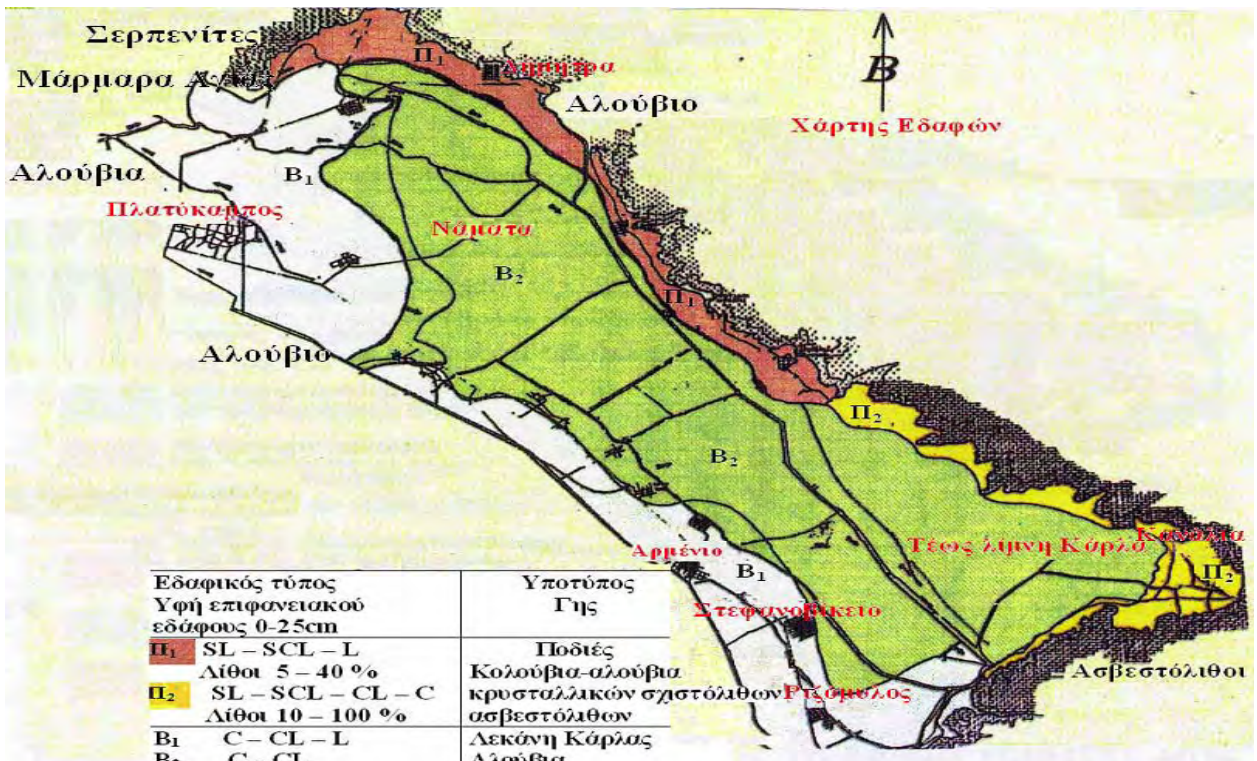 Σερπενίτες
Μάρμαρα
Π₁
Δήμητρα
Αλούβιο
Β
Χάρτης Εδαφών
Αλούβια
Β₁
Πλατύκαμπος
Νάματα
Β₂
Π₁
Αλούβιο
Π₂
Β₂
Τέως λίμνη Κάρλα
Κανάλια
Π₂
Αρμένιο
Β₁
Στεφανοβίκειο
Ασβεστόλιθοι
Ριζόμυλος
Εδαφικός τύπος Υποτύπος
Υφή επιφανειακού Γης
εδάφους 0-25cm
Π₁ SL – SCL – L Ποδιές
Λίθοι 5 – 40 % Κολούβια-αλούβια
Π₂ SL – SCL – CL – C κρυσταλλικών σχιστόλιθων
Λίθοι 10 – 100 % ασβεστόλιθων
Β₁ C – CL – L Λεκάνη Κάρλας
Β₂ C – CL Αλούβια